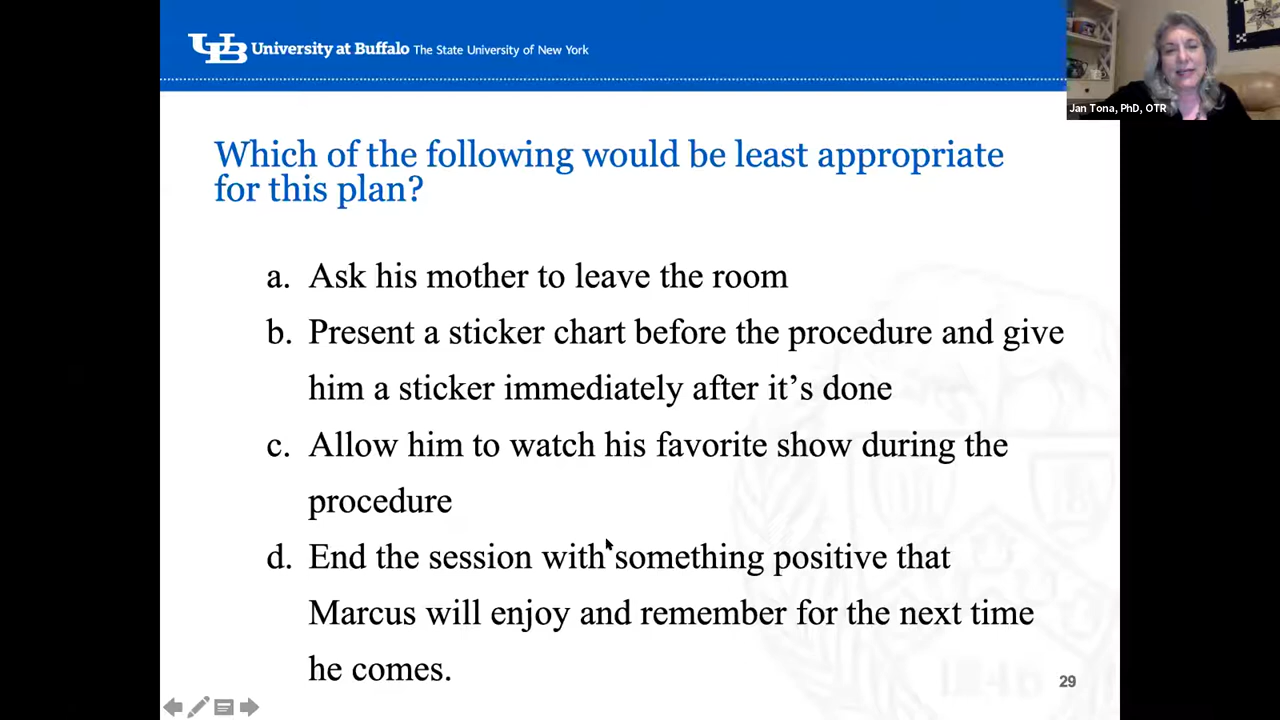 University at Buffalo The State University of New York
Jan Tona, PhD, OTR
Which of the following would be least appropriate
for this plan?
a. Ask his mother to leave the room
b. Present a sticker chart before the procedure and give
him a sticker immediately after it's done
c. Allow him to watch his favorite show during the
procedure
d. End the session with something positive that
Marcus will enjoy and remember for the next time
he comes.
1846
29